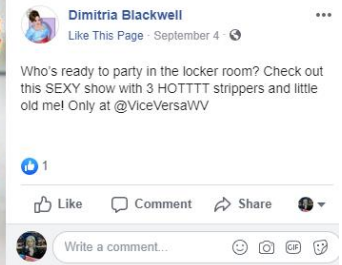 Dimitria Blackwell
Like This Page · September 4 ·
Who's ready to party in the locker room? Check out
this SEXY show with 3 HOTTTT strippers and little
old me! Only at @ViceVersaWV
1
Like Comment Share
Write a comment...
GIF